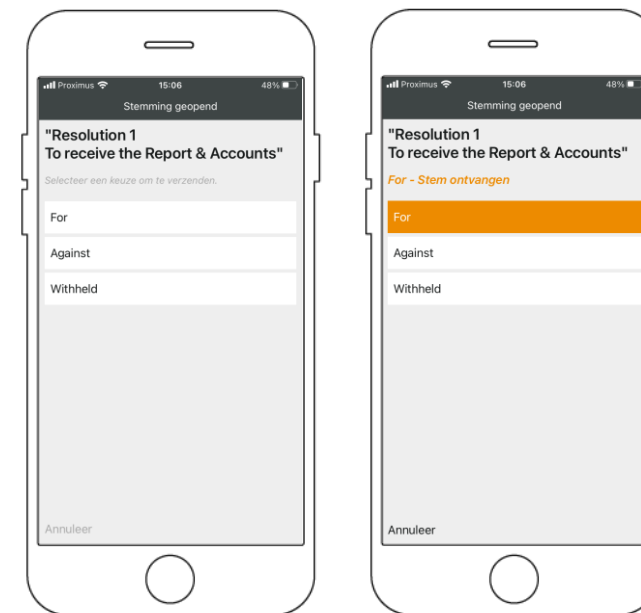 Proximus 15:06 48%
Stemming geopend
"Resolution 1
To receive the Report & Accounts"
Selecteer een keuze om te verzenden.
For
Against
Withheld
Annuleer
Proximus 15:06 48%
Stemming geopend
"Resolution 1
To receive the Report & Accounts"
For - Stem ontvangen
For
Against
Withheld
Annuleer